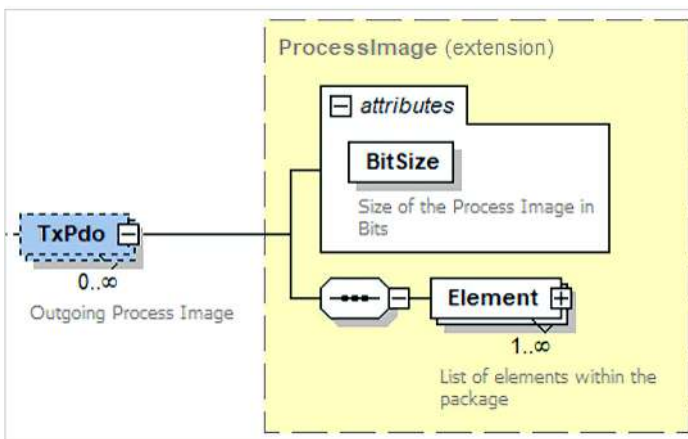 ProcessImage (extension)
attributes
BitSize
Size of the Process Image in
Bits
TxPdo
0..∞
Outgoing Process Image
Element
1..∞
List of elements within the
package